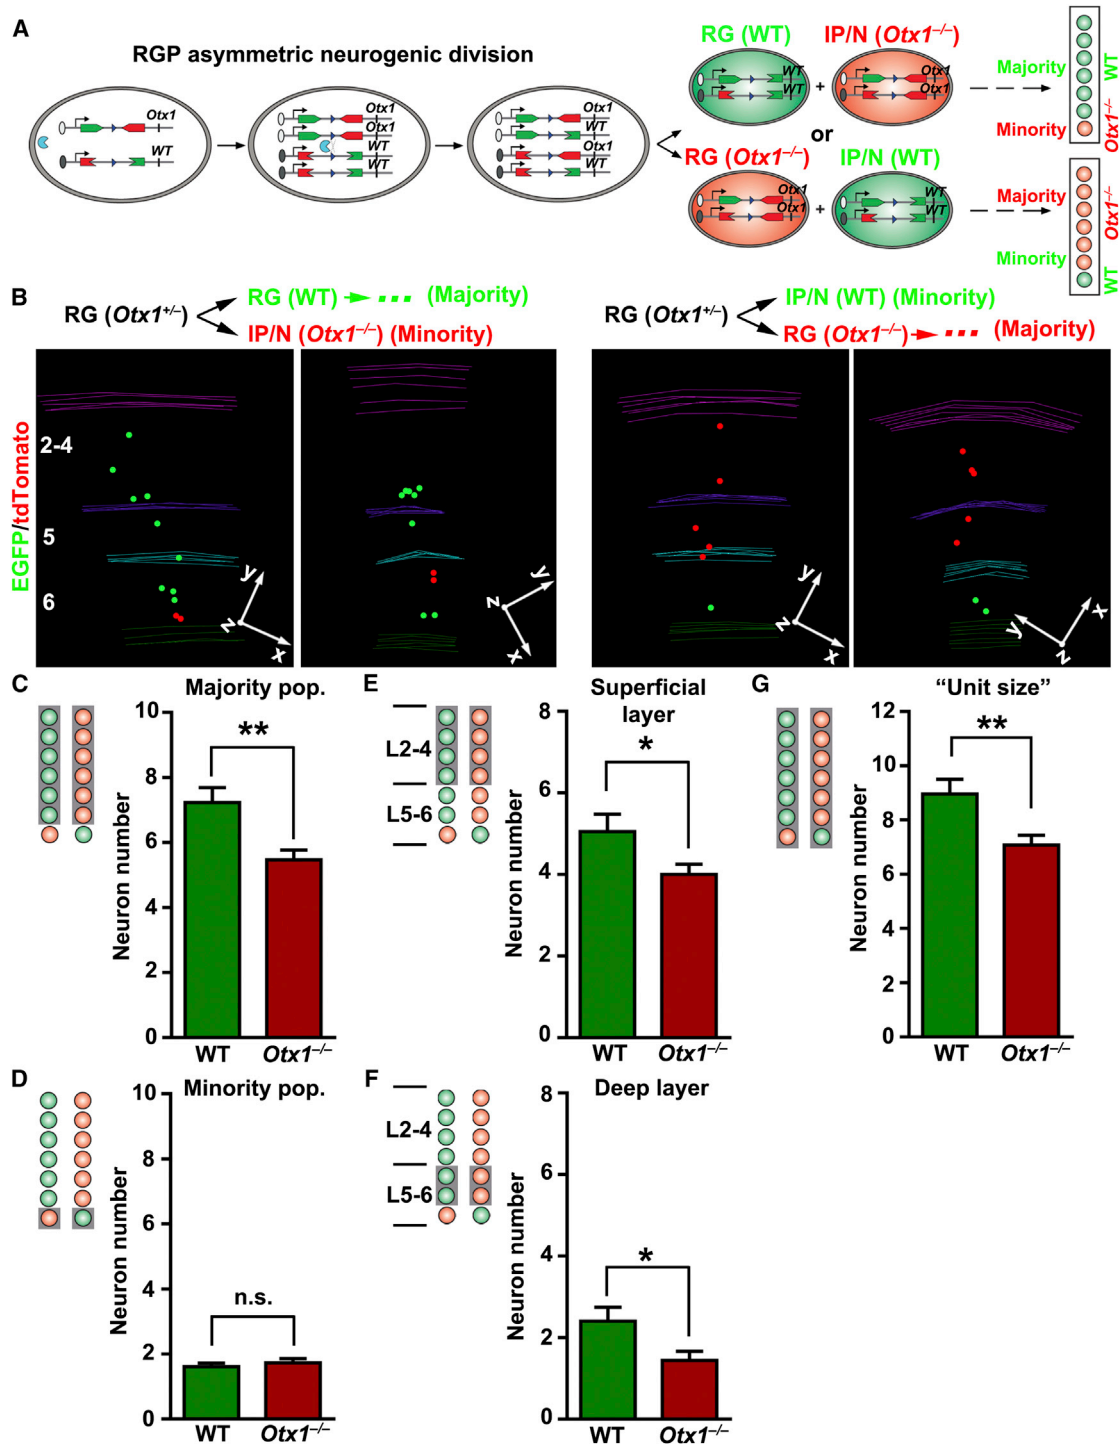 A
RGP asymmetric neurogenic division
Otx1
WT
Otx1
Otx1
WT
WT
Otx1
WT
Otx1
WT
RG (WT)
IP/N (Otx1–/–)
WT
WT
+
Otx1
Otx1
or
RG (Otx1–/–)
IP/N (WT)
Otx1
Otx1
+
WT
WT
Majority
Minority
WT
Otx1–/–
Majority
Minority
Otx1–/–
WT
B
RG (Otx1+/–)
RG (WT) ... (Majority)
IP/N (Otx1–/–) (Minority)
RG (Otx1+/–)
IP/N (WT) (Minority)
RG (Otx1–/–) ... (Majority)
EGFP/tdTomato
2-4
5
6
y
z
x
y
z
x
y
z
x
x
y
z
C
Majority pop.
Neuron number
10
8
6
4
2
0
**
WT
Otx1–/–
E
Superficial
layer
L2-4
L5-6
Neuron number
8
6
4
2
0
*
WT
Otx1–/–
G
“Unit size”
Neuron number
12
10
8
6
4
2
0
**
WT
Otx1–/–
D
Minority pop.
Neuron number
10
8
6
4
2
0
n.s.
WT
Otx1–/–
F
Deep layer
L2-4
L5-6
Neuron number
8
6
4
2
0
*
WT
Otx1–/–